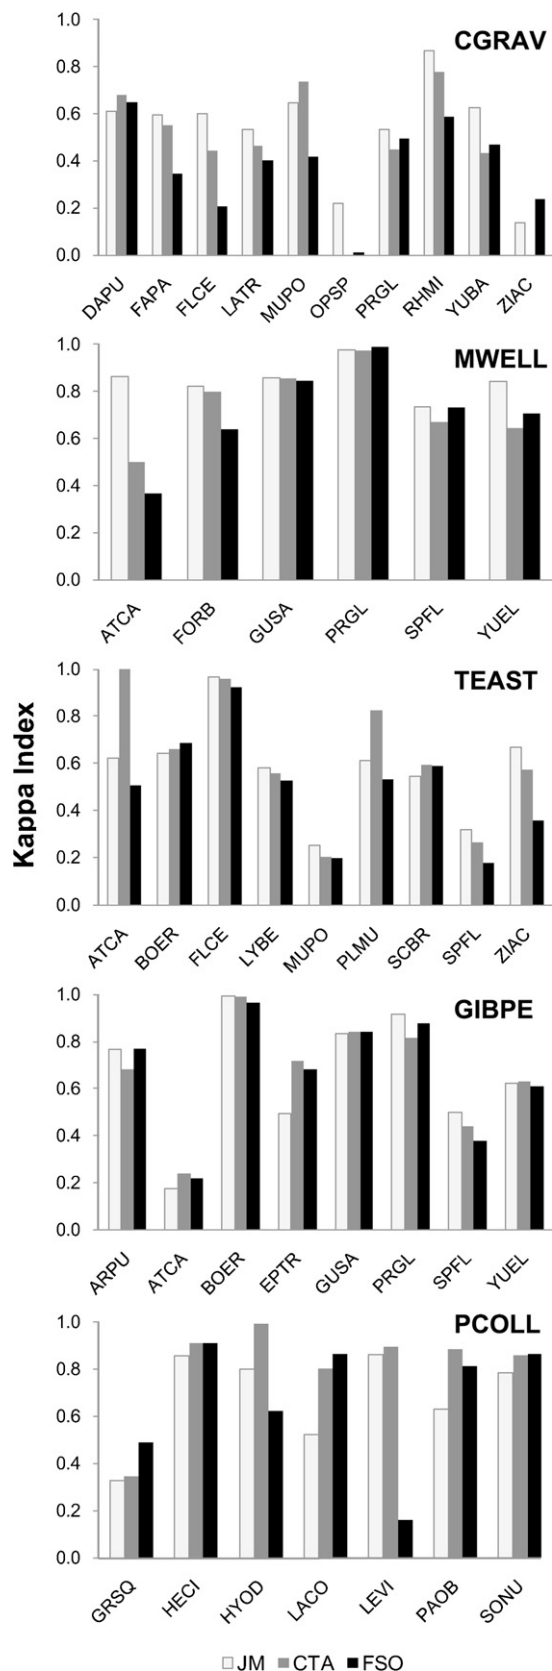 CGRAV
1.0
0.8
0.6
0.4
0.2
0.0
DAPU FAPA FLCE LATR MUPO OPSP PRGL RHMI YUBA ZIAC
MWELL
1.0
0.8
0.6
0.4
0.2
0.0
ATCA FORB GUSA PRGL SPFL YUEL
Kappa Index
TEAST
1.0
0.8
0.6
0.4
0.2
0.0
ATCA BOER FLCE LYBE MUPO PLMU SCBR SPFL ZIAC
GIBPE
1.0
0.8
0.6
0.4
0.2
0.0
ARPU ATCA BOER EPTR GUSA PRGL SPFL YUEL
PCOLL
1.0
0.8
0.6
0.4
0.2
0.0
GRSQ HECI HYOD LACO LEVI PAOB SONU
JM CTA FSO